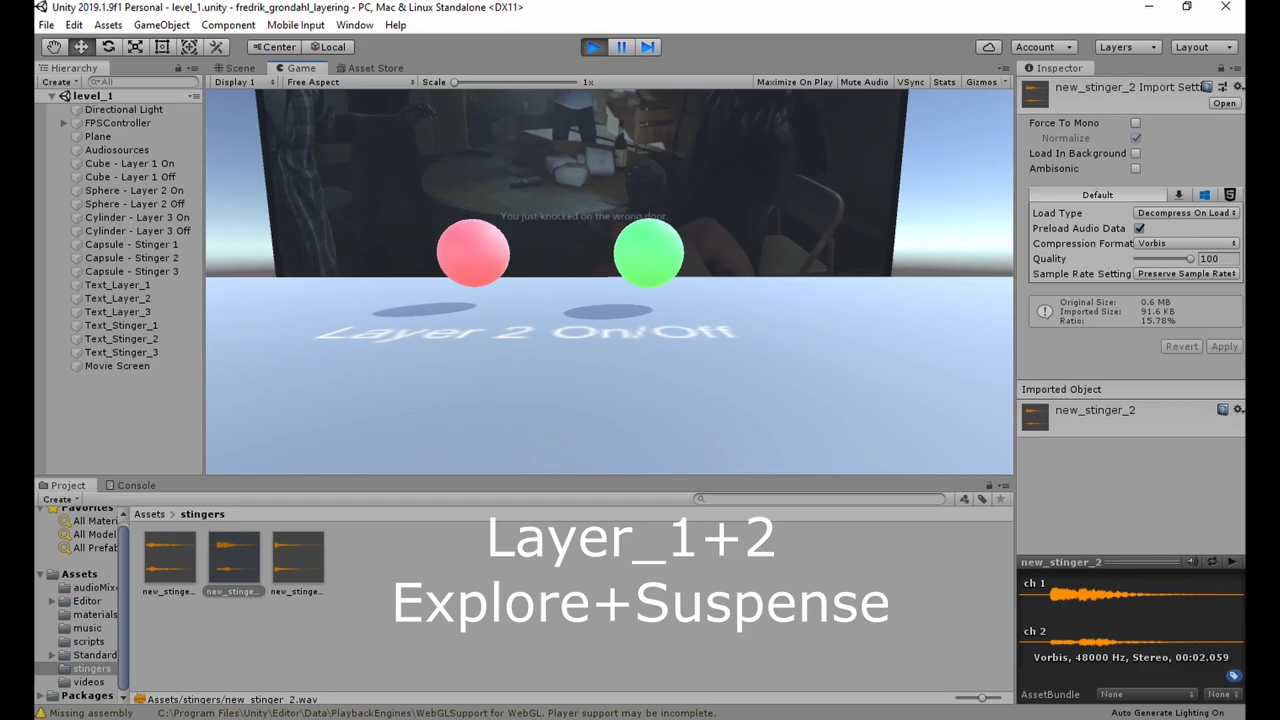 Unity 2019.1.9f1 Personal - level_1.unity - fredrik_grondahl_layering - PC, Mac & Linux Standalone <DX11>
File Edit Assets GameObject Component Mobile Input Window Help
Center Local Account Layers Layout
Hierarchy Scene Game Asset Store Inspector
Create All Display 1 Free Aspect Scale 1x Maximize On Play Mute Audio VSync Stats Gizmos
level_1
Directional Light
FPSController
Plane
Audiosources
Cube - Layer 1 On
Cube - Layer 1 Off
Sphere - Layer 2 On
Sphere - Layer 2 Off
Cylinder - Layer 3 On
Cylinder - Layer 3 Off
Capsule - Stinger 1
Capsule - Stinger 2
Capsule - Stinger 3
Text_Layer_1
Text_Layer_2
Text_Layer_3
Text_Stinger_1
Text_Stinger_2
Text_Stinger_3
Movie Screen
You just knocked on the wrong door.
Layer 2 On/Off
new_stinger_2 Import Sett
Open
Force To Mono
Normalize
Load In Background
Ambisonic
Default
Load Type Decompress On Load
Preload Audio Data
Compression Format Vorbis
Quality 100
Sample Rate Setting Preserve Sample Rate
Original Size: 0.6 MB
Imported Size: 91.6 KB
Ratio: 15.78%
Revert Apply
Imported Object
new_stinger_2
Project Console
Create
Favorites
All Materi
All Model
All Prefab
Assets
audioMix
Editor
materials
music
scripts
Standard
stingers
videos
Packages
Assets > stingers
new_stinge... new_stinge... new_stinge...
Layer_1+2
Explore+Suspense
Assets/stingers/new_stinger_2.wav
new_stinger_2
ch 1
ch 2
Vorbis, 48000 Hz, Stereo, 00:02.059
AssetBundle None None
Missing assembly C:\Program Files\Unity\Editor\Data\PlaybackEngines\WebGLSupport for WebGL. Player support may be incomplete.
Auto Generate Lighting On